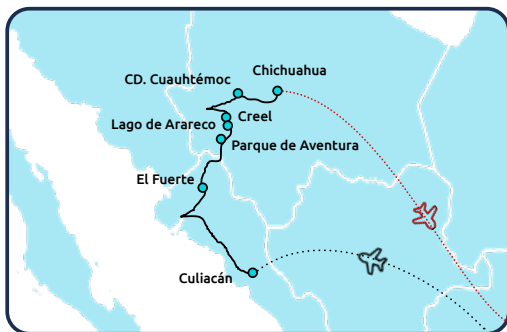 Chichuahua
CD. Cuauhtémoc
Creel
Lago de Arareco
Parque de Aventura
El Fuerte
Culiacán